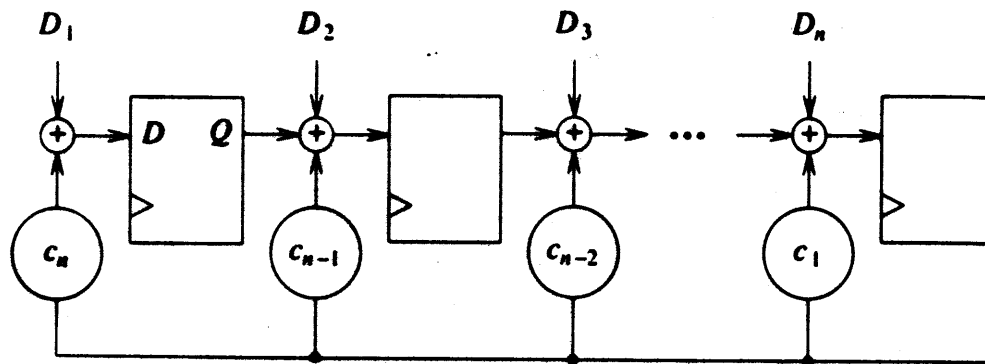 D₁ D₂ D₃ Dₙ
+ D Q + + ... +
cₙ cₙ₋₁ cₙ₋₂ c₁